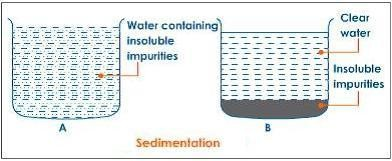 Water containing
insoluble
impurities
A
Clear
water
Insoluble
impurities
B
Sedimentation